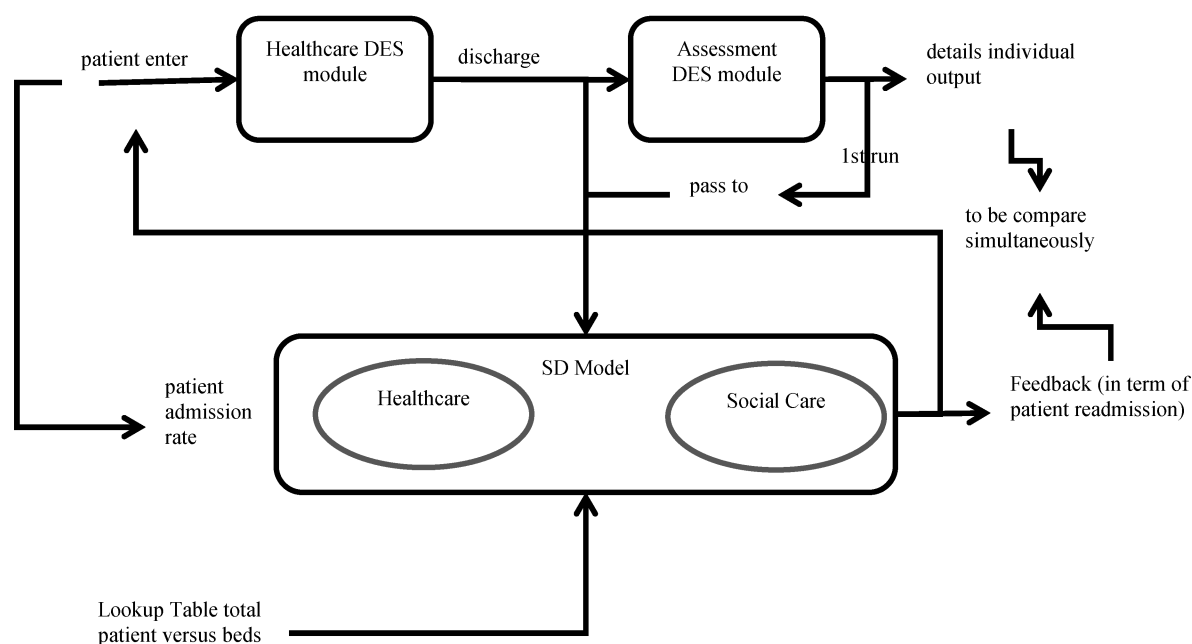 patient enter
Healthcare DES
module
discharge
Assessment
DES module
details individual
output
1st run
pass to
to be compare
simultaneously
SD Model
Healthcare
Social Care
patient
admission
rate
Feedback (in term of
patient readmission)
Lookup Table total
patient versus beds